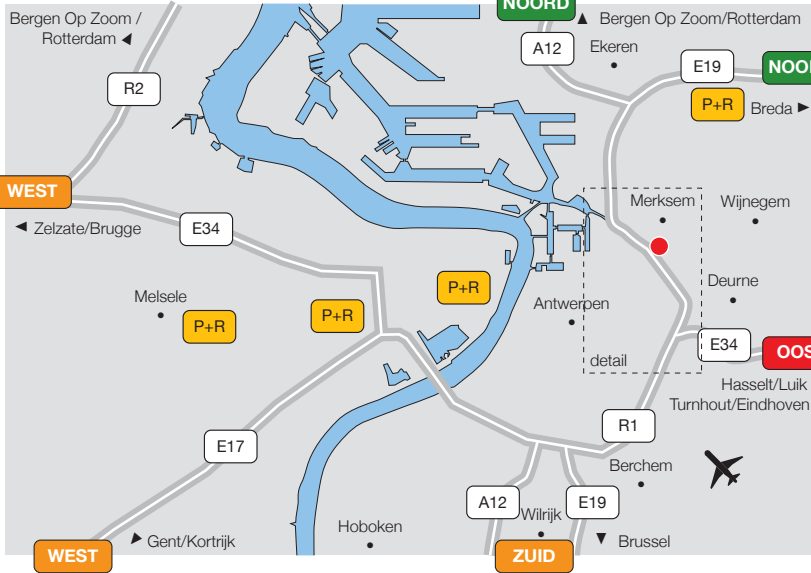 NOORD
Bergen Op Zoom /
Rotterdam
Bergen Op Zoom/Rotterdam
A12
Ekeren
E19
NOOR
R2
P+R
Breda
WEST
Merksem
Wijnegem
Zelzate/Brugge
E34
Melsele
P+R
P+R
P+R
Antwerpen
Deurne
E34
OOS
detail
Hasselt/Luik
Turnhout/Eindhoven
R1
E17
Berchem
A12
E19
Wilrijk
Hoboken
WEST
Gent/Kortrijk
ZUID
Brussel